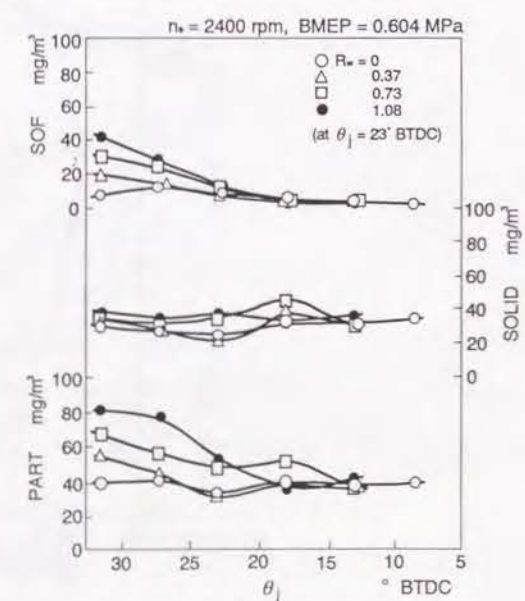 nₑ = 2400 rpm, BMEP = 0.604 MPa
100
mg/m³
80
60
SOF
40
20
0
○ Rw = 0
△ 0.37
□ 0.73
● 1.08
(at θj = 23° BTDC)
100
mg/m³
80
60
SOLID
40
20
0
100
mg/m³
80
60
PART
40
20
0
30 25 20 15 10 5
θj ° BTDC